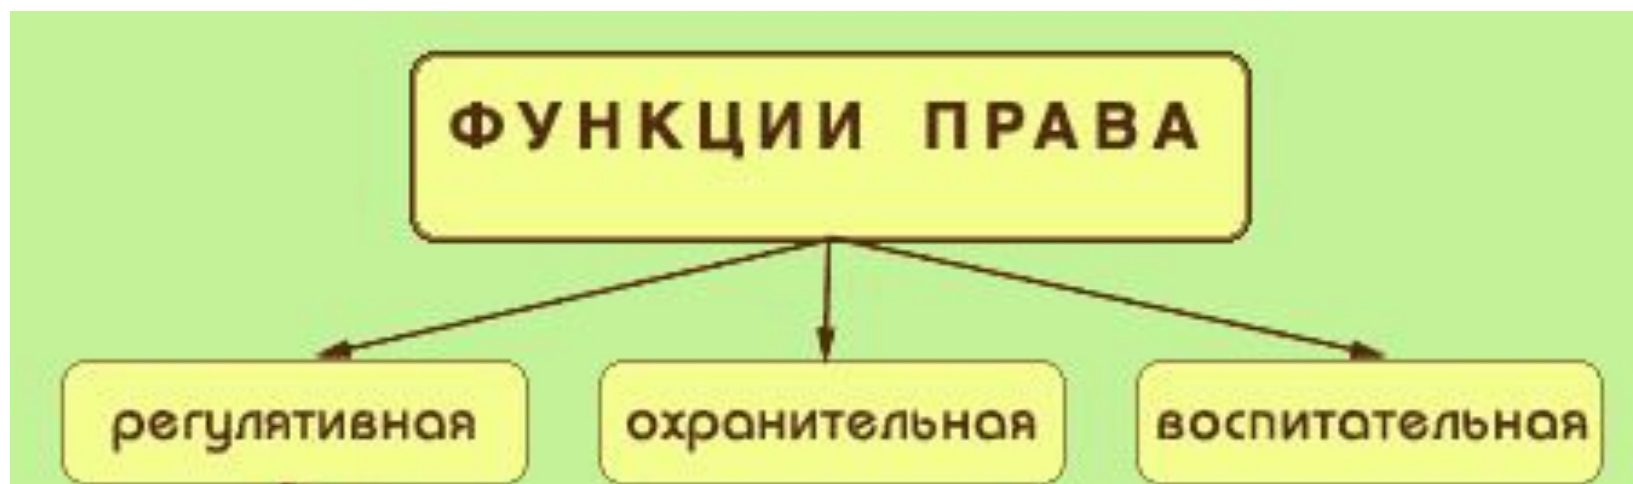 ФУНКЦИИ ПРАВА
регулятивная
охранительная
воспитательная